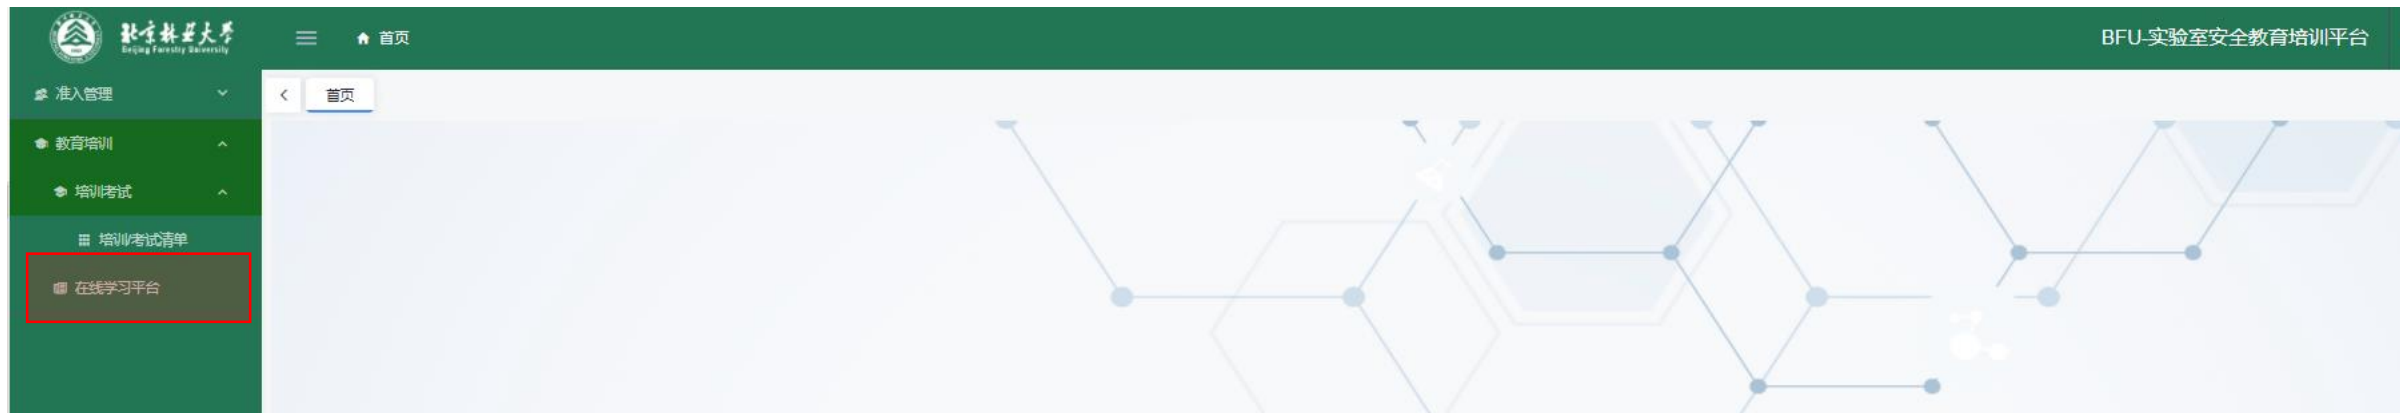 北京林业大学
Beijing Forestry University
首页
BFU-实验室安全教育培训平台
准入管理
首页
教育培训
培训考试
培训/考试清单
在线学习平台